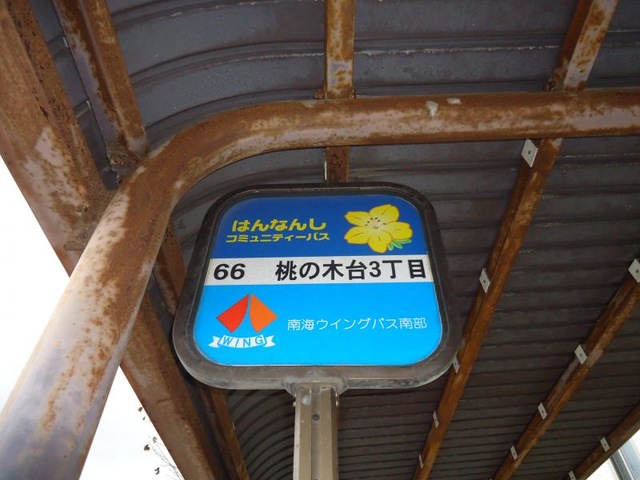 はんなんし
コミュニティーバス
66 桃の木台3丁目
WING
南海ウイングバス南部